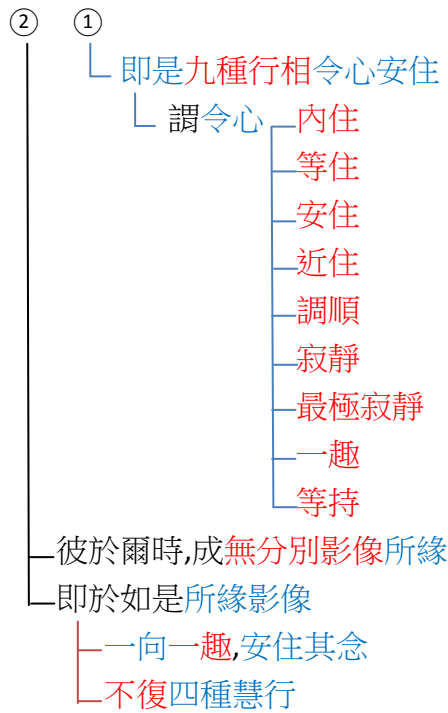 ② ①
即是九種行相令心安住
謂令心 內住
等住
安住
近住
調順
寂靜
最極寂靜
一趣
等持
彼於爾時,成無分別影像所緣
即於如是所緣影像
一向一趣,安住其念
不復四種慧行